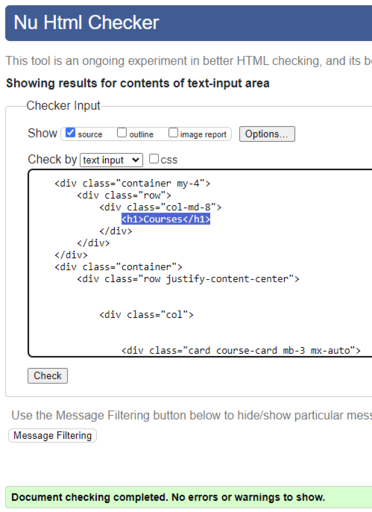 Nu Html Checker
This tool is an ongoing experiment in better HTML checking, and its
Showing results for contents of text-input area
Checker Input
Show source outline image report Options...
Check by text input css
<div class="container my-4">
<div class="row">
<div class="col-md-8">
<h1>Courses</h1>
</div>
</div>
</div>
<div class="container">
<div class="row justify-content-center">
<div class="col">
<div class="card course-card mb-3 mx-auto">
Check
Use the Message Filtering button below to hide/show particular
Message Filtering
Document checking completed. No errors or warnings to show.